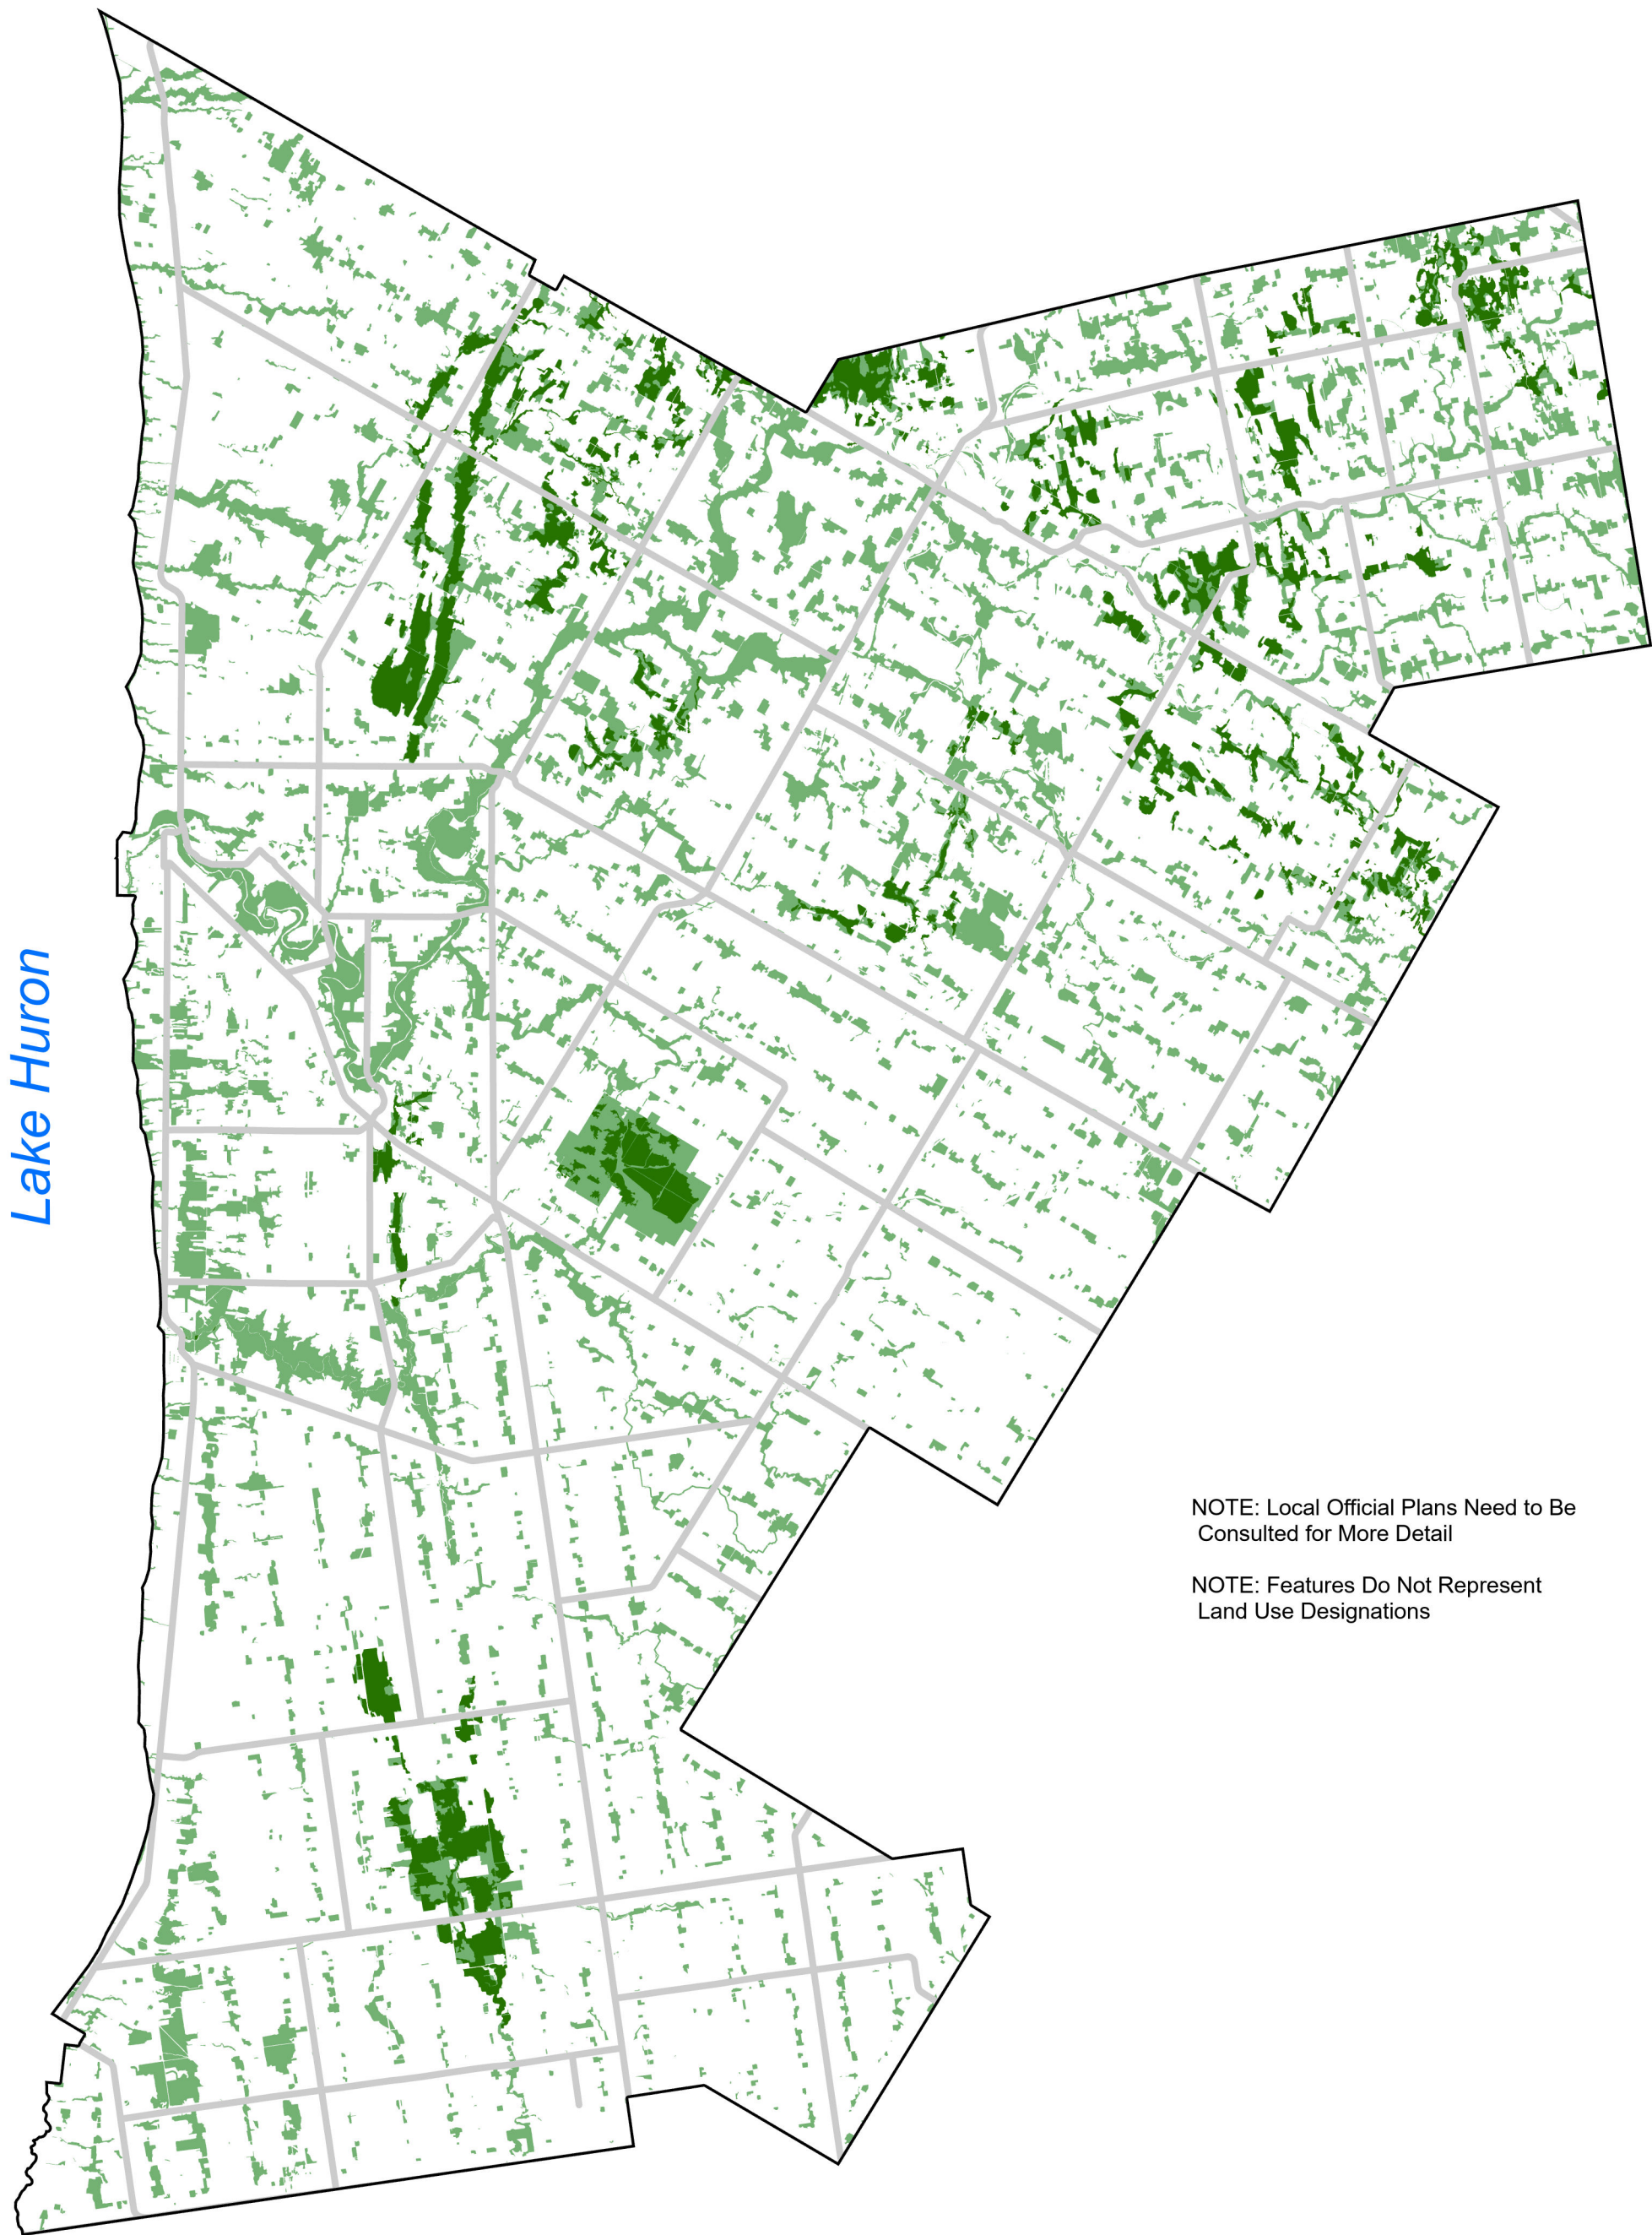 Lake Huron
NOTE: Local Official Plans Need to Be
Consulted for More Detail
NOTE: Features Do Not Represent
Land Use Designations